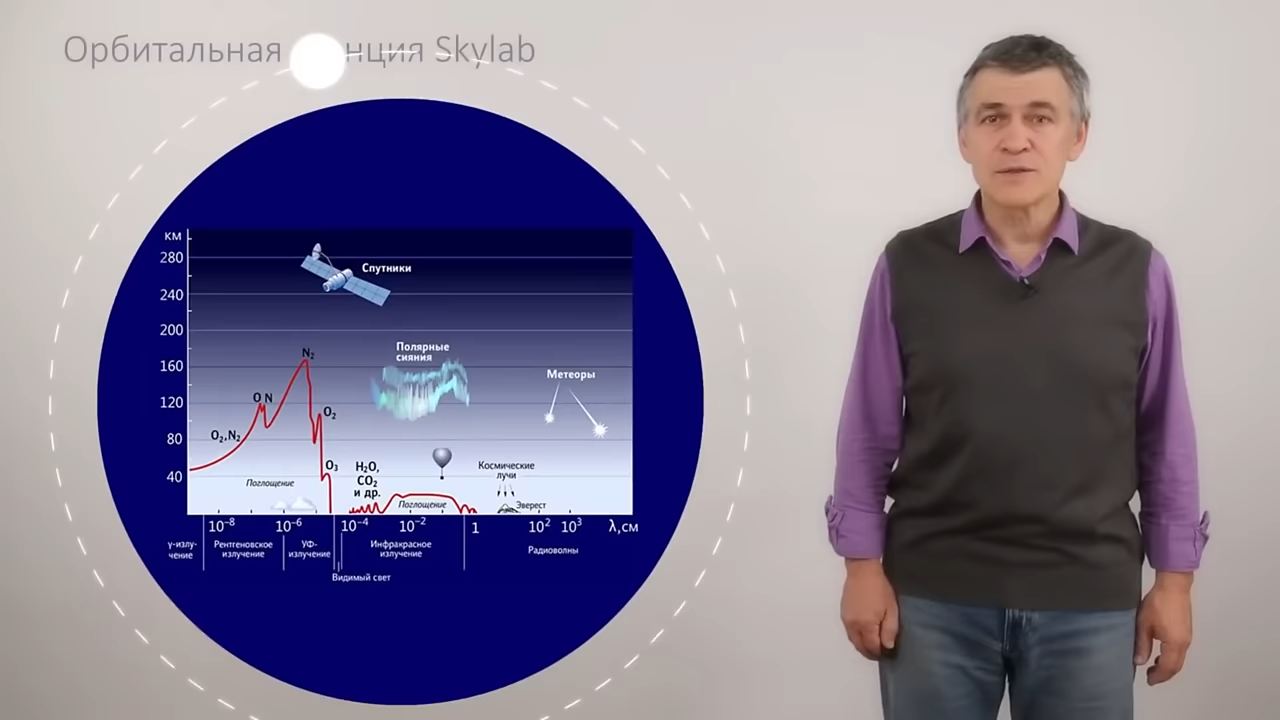 Орбитальная нция Skylab
км
280
240
200
160
120
80
40
Спутники
Полярные
сияния
Метеоры
N₂
O N
O₂
O₂,N₂
O₃
H₂O,
CO₂
и др.
Космические
лучи
Поглощение
Поглощение
Эверест
10⁻⁸
10⁻⁶
10⁻⁴
10⁻²
1
10²
10³
λ,см
γ-излу-
чение
Рентгеновское
излучение
УФ-
излучение
Инфракрасное
излучение
Радиоволны
Видимый свет